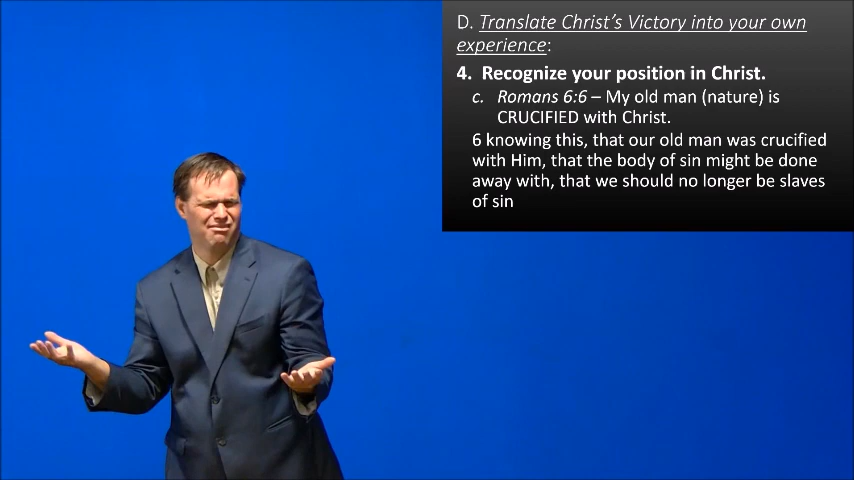 D. Translate Christ's Victory into your own
experience:
4. Recognize your position in Christ.
c. Romans 6:6 – My old man (nature) is
CRUCIFIED with Christ.
6 knowing this, that our old man was crucified
with Him, that the body of sin might be done
away with, that we should no longer be slaves
of sin